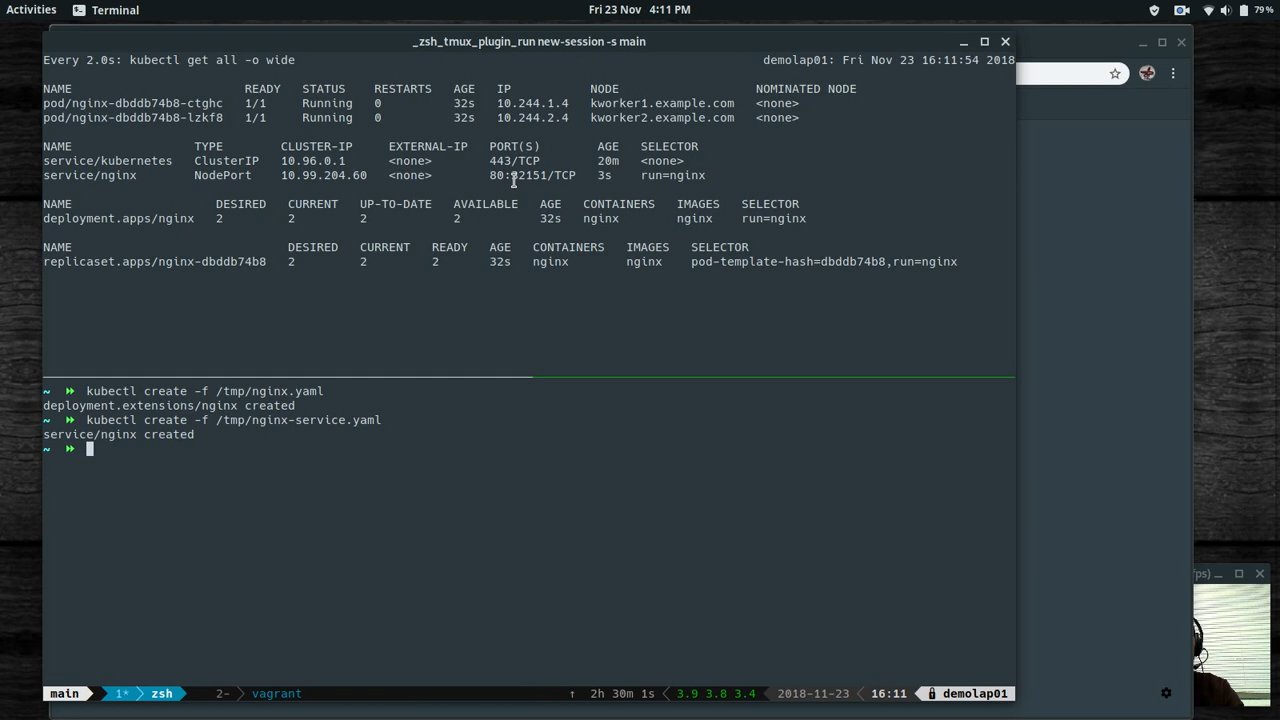 Activities Terminal Fri 23 Nov 4:11 PM 79%
_zsh_tmux_plugin_run new-session -s main
Every 2.0s: kubectl get all -o wide demolap01: Fri Nov 23 16:11:54 2018
NAME READY STATUS RESTARTS AGE IP NODE NOMINATED NODE
pod/nginx-dbddb74b8-ctghc 1/1 Running 0 32s 10.244.1.4 kworker1.example.com <none>
pod/nginx-dbddb74b8-lzkf8 1/1 Running 0 32s 10.244.2.4 kworker2.example.com <none>
NAME TYPE CLUSTER-IP EXTERNAL-IP PORT(S) AGE SELECTOR
service/kubernetes ClusterIP 10.96.0.1 <none> 443/TCP 20m <none>
service/nginx NodePort 10.99.204.60 <none> 3s run=nginx
NAME DESIRED CURRENT UP-TO-DATE AVAILABLE AGE CONTAINERS IMAGES SELECTOR
deployment.apps/nginx 2 2 2 2 32s nginx nginx run=nginx
NAME DESIRED CURRENT READY AGE CONTAINERS IMAGES SELECTOR
replicaset.apps/nginx-dbddb74b8 2 2 2 32s nginx nginx pod-template-hash=dbddb74b8,run=nginx
~ kubectl create -f /tmp/nginx.yaml
deployment.extensions/nginx created
~ kubectl create -f /tmp/nginx-service.yaml
service/nginx created
~
ps)
main 1* zsh 2- vagrant ↑ 2h 30m 1s 3.9 3.8 3.4 2018-11-23 16:11 demolap01